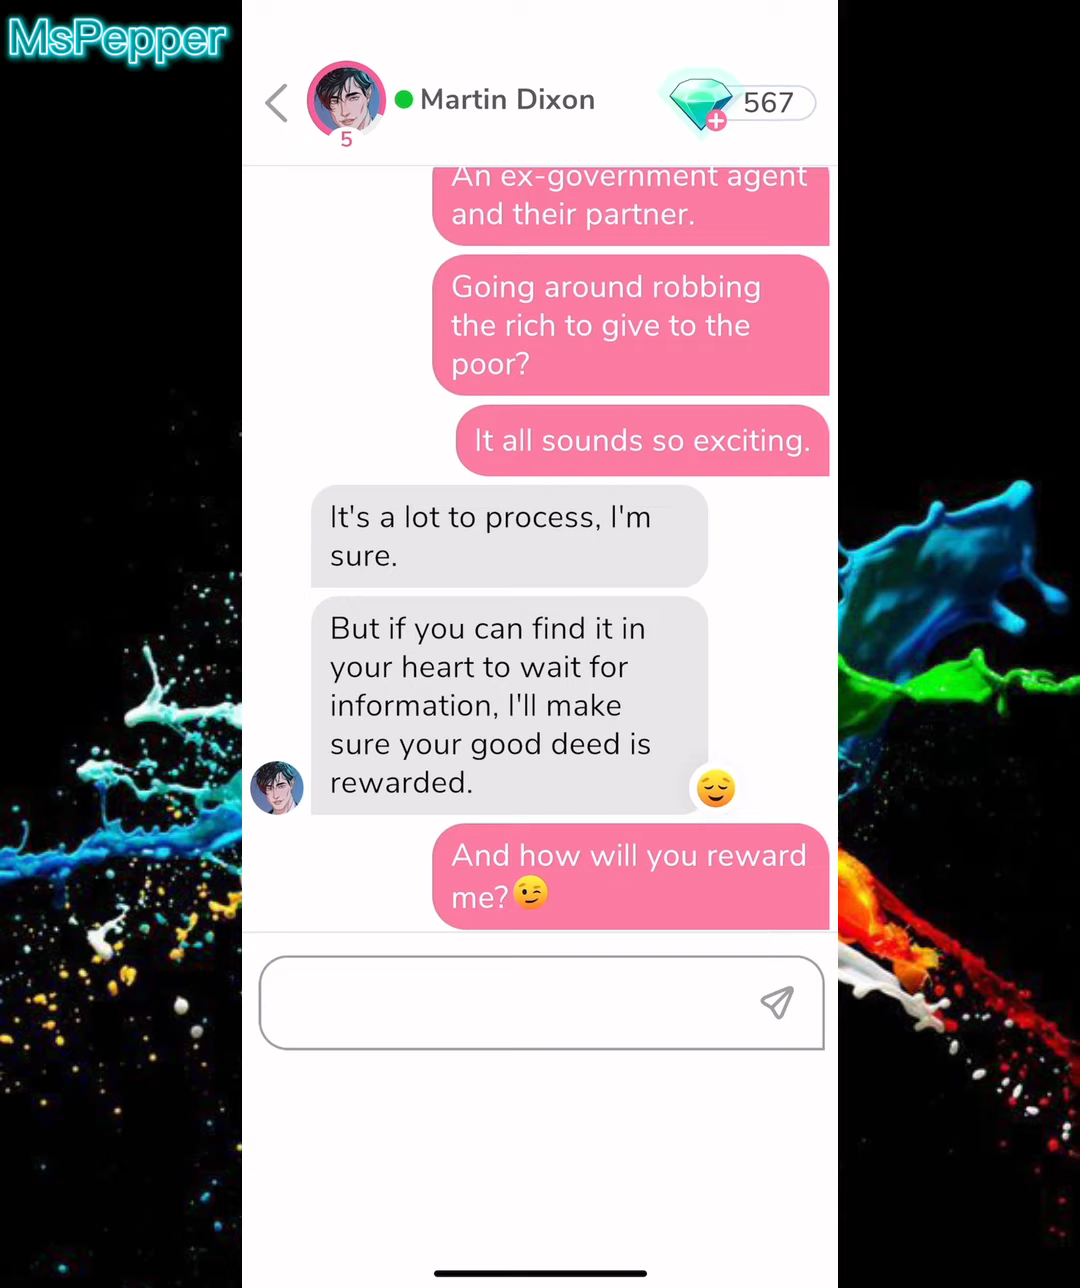 MsPepper
Martin Dixon
567
5
An ex-government agent
and their partner.
Going around robbing
the rich to give to the
poor?
It all sounds so exciting.
It's a lot to process, I'm
sure.
But if you can find it in
your heart to wait for
information, I'll make
sure your good deed is
rewarded.
And how will you reward
me?😉